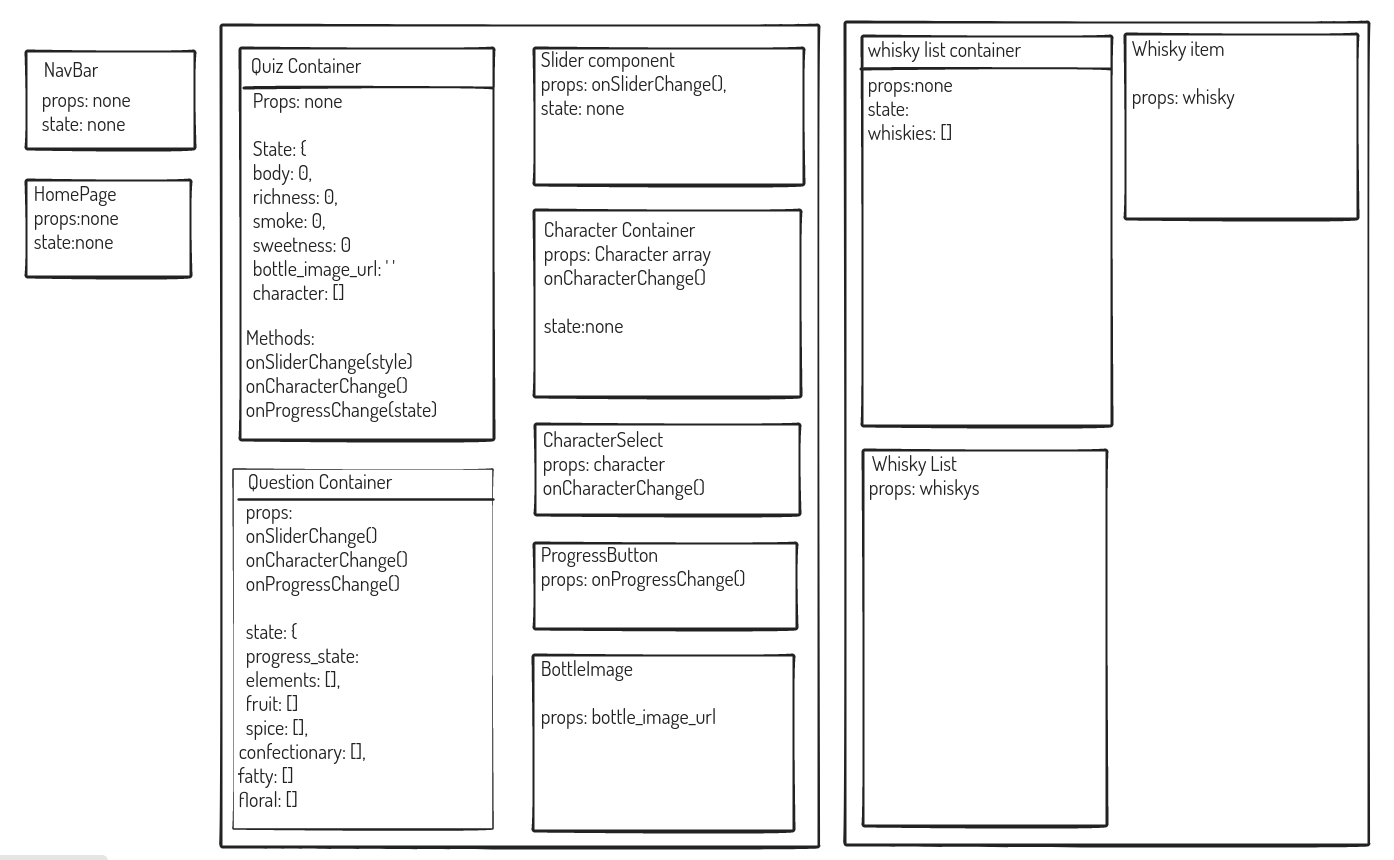 NavBar
props: none
state: none
HomePage
props:none
state:none
Quiz Container
Props: none
State: {
body: 0,
richness: 0,
smoke: 0,
sweetness: 0
bottle_image_url: ' '
character: []
Methods:
onSliderChange(style)
onCharacterChange()
onProgressChange(state)
Question Container
props:
onSliderChange()
onCharacterChange()
onProgressChange()
state: {
progress_state:
elements: [],
fruit: []
spice: [],
confectionary: [],
fatty: []
floral: []
Slider component
props: onSliderChange(),
state: none
Character Container
props: Character array
onCharacterChange()
state:none
CharacterSelect
props: character
onCharacterChange()
ProgressButton
props: onProgressChange()
BottleImage
props: bottle_image_url
whisky list container
props:none
state:
whiskies: []
Whisky List
props: whiskys
Whisky item
props: whisky